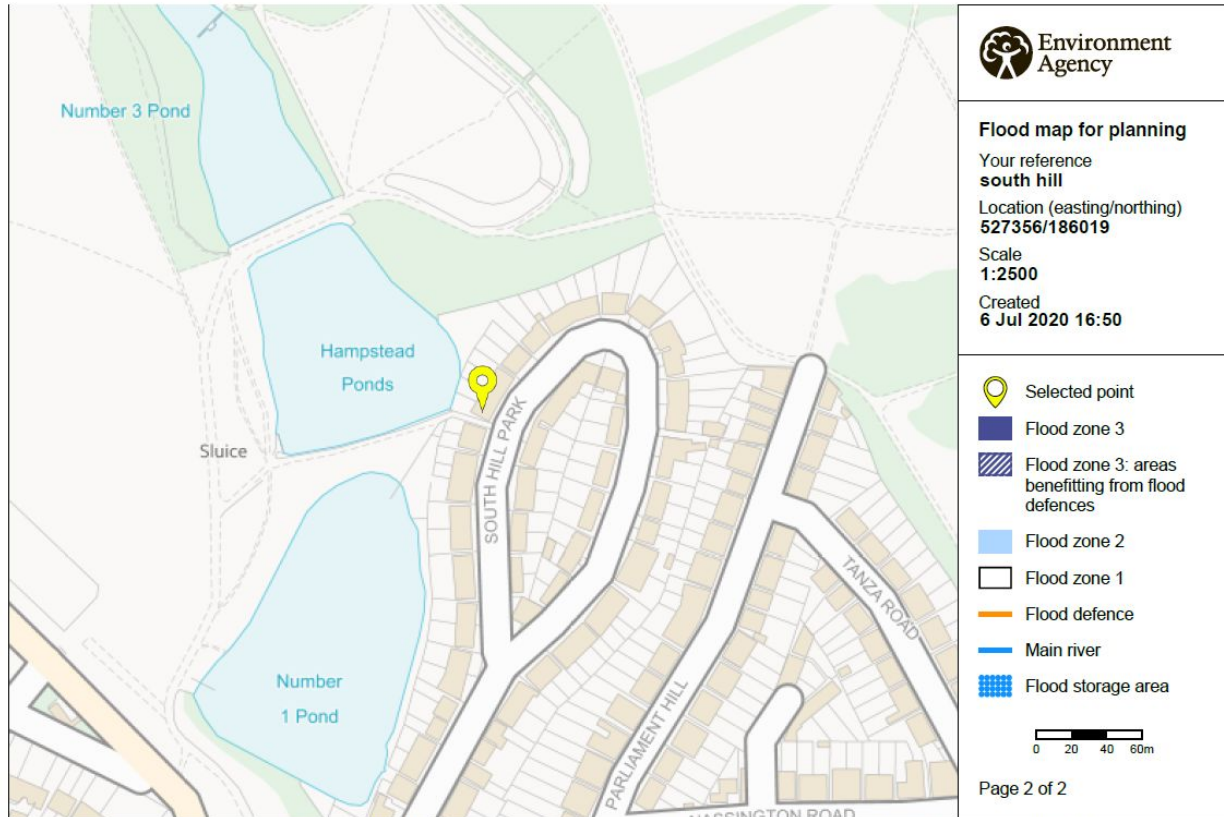 Number 3 Pond
Hampstead
Ponds
Sluice
SOUTH HILL PARK
Number
1 Pond
PARLIAMENT HILL
TANZA ROAD
NASSINGTON ROAD
Environment
Agency
Flood map for planning
Your reference
south hill
Location (easting/northing)
527356/186019
Scale
1:2500
Created
6 Jul 2020 16:50
Selected point
Flood zone 3
Flood zone 3: areas
benefitting from flood
defences
Flood zone 2
Flood zone 1
Flood defence
Main river
Flood storage area
0 20 40 60m
Page 2 of 2